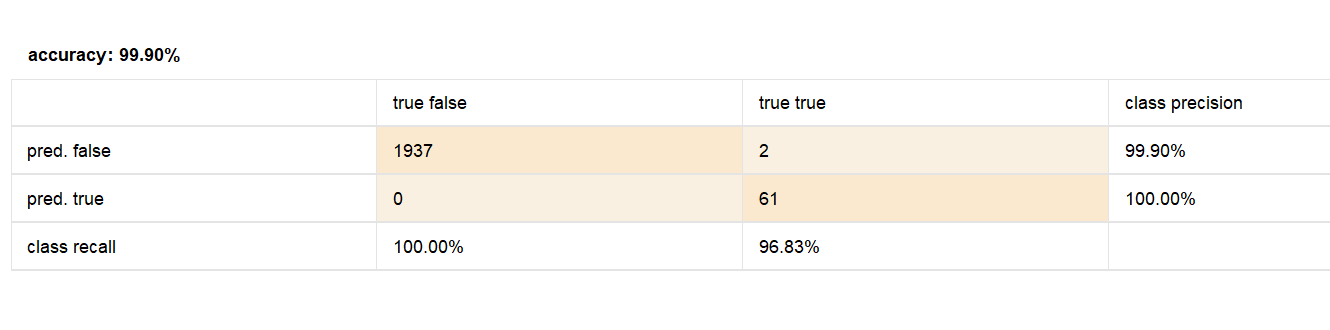 accuracy: 99.90%
true false true true class precision
pred. false 1937 2 99.90%
pred. true 0 61 100.00%
class recall 100.00% 96.83%